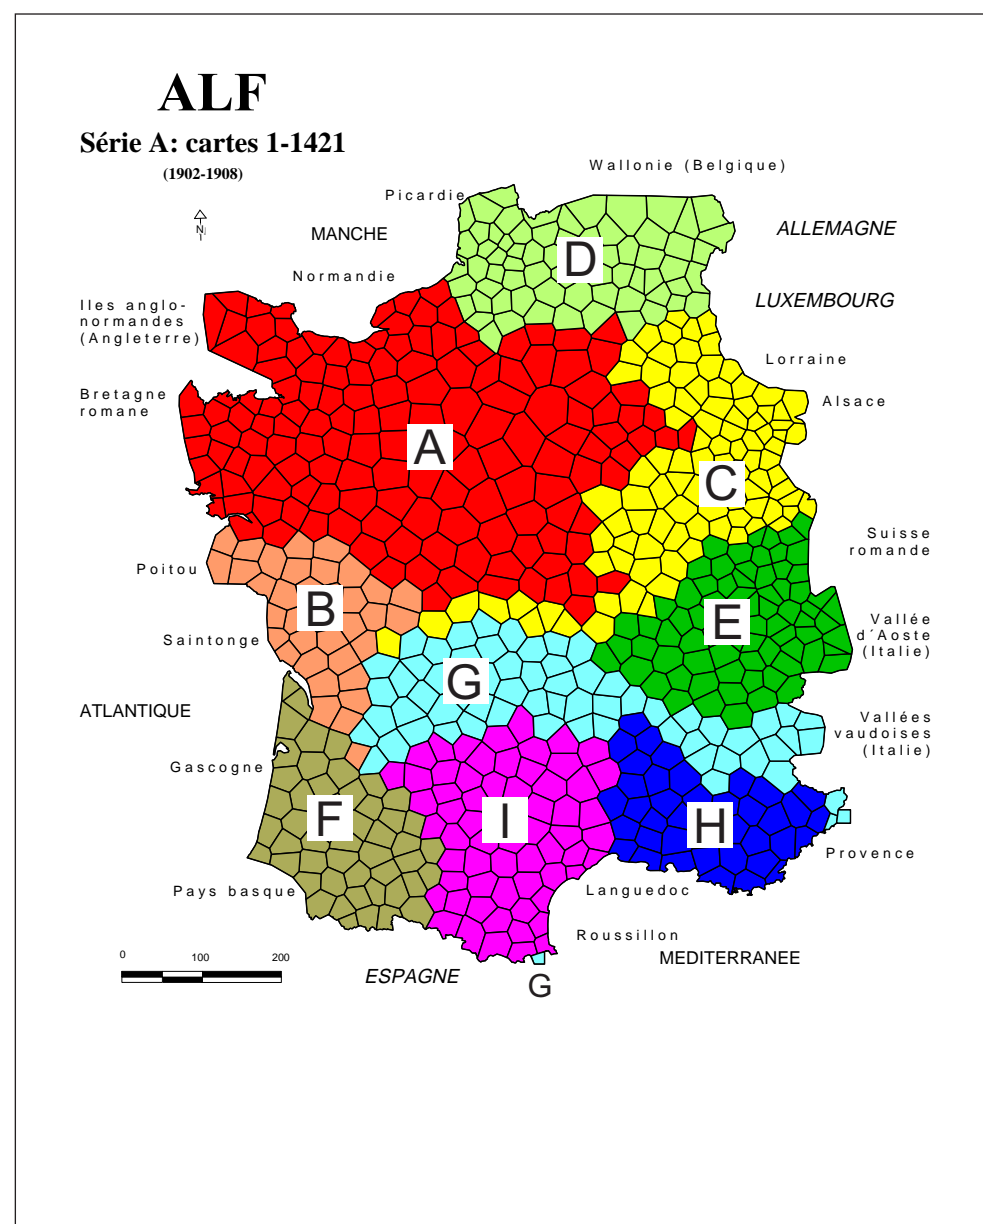 ALF
Série A: cartes 1-1421
(1902-1908)
Wallonie (Belgique)
Picardie
N
MANCHE
ALLEMAGNE
D
Normandie
LUXEMBOURG
Iles anglo-
normandes
(Angleterre)
Lorraine
Bretagne
romane
Alsace
A
C
Suisse
romande
Poitou
B
E
Vallée
d´Aoste
(Italie)
Saintonge
G
ATLANTIQUE
Vallées
vaudoises
(Italie)
Gascogne
F
I
H
Provence
Pays basque
Languedoc
Roussillon
MEDITERRANEE
0 100 200
ESPAGNE
G